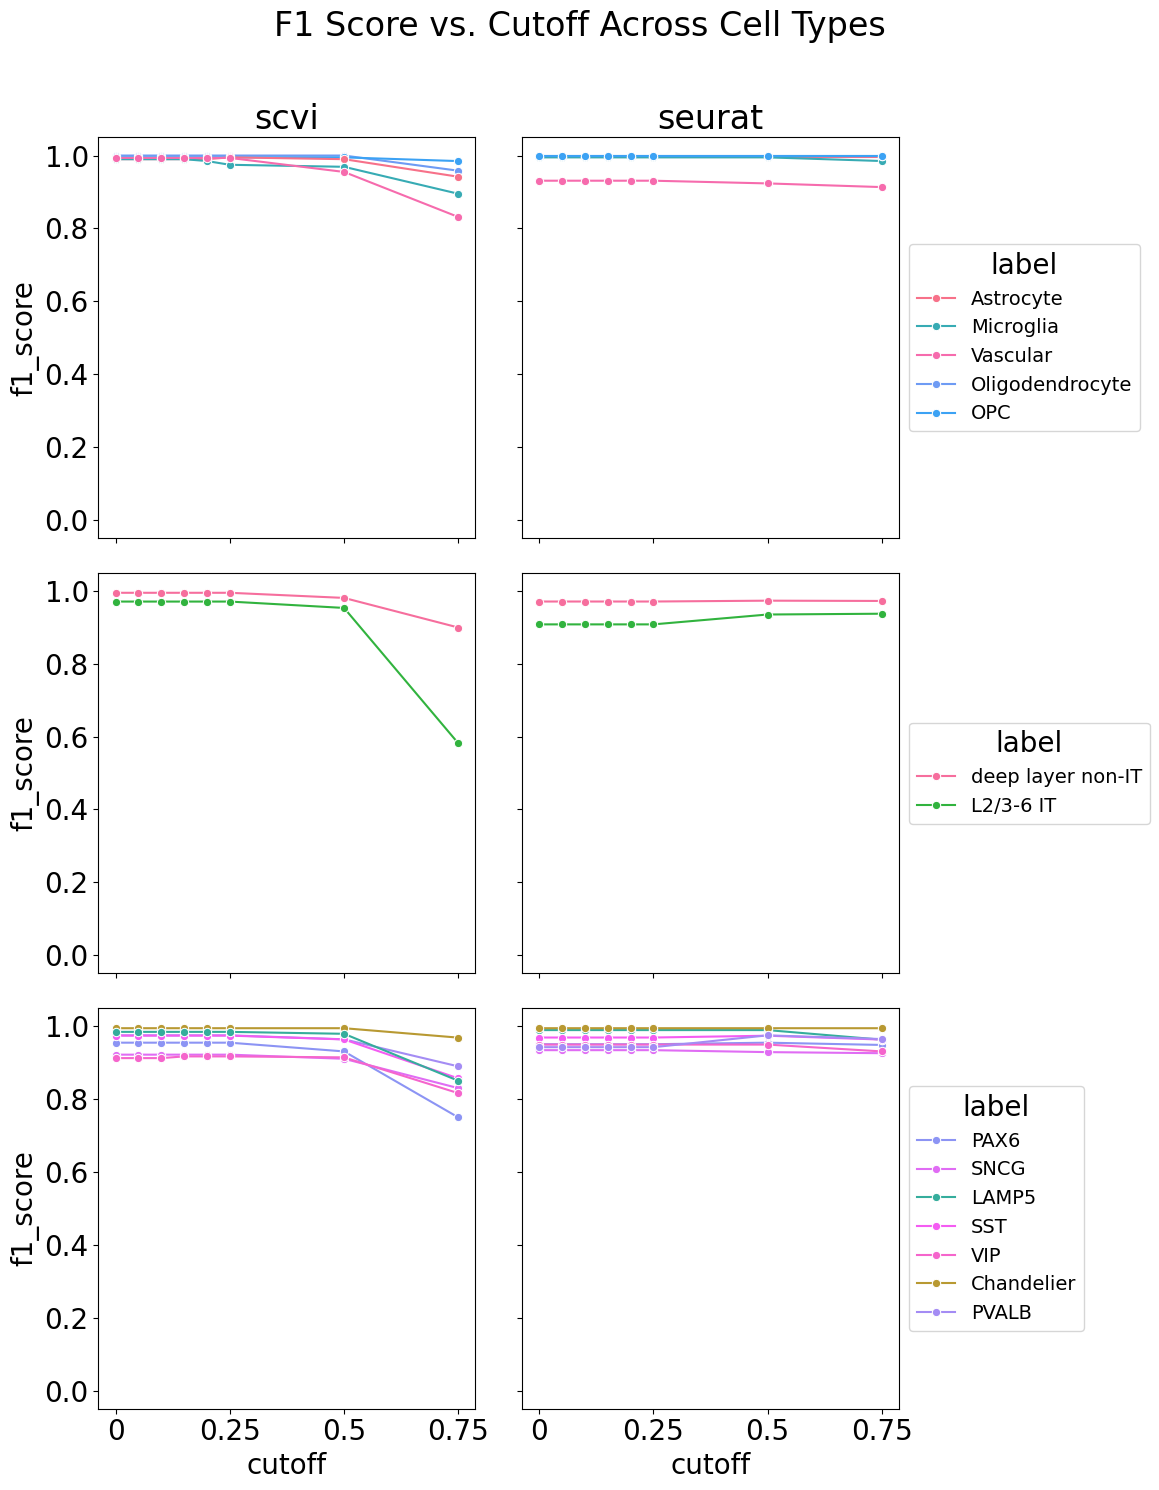 F1 Score vs. Cutoff Across Cell Types
scvi
seurat
f1_score
1.0
0.8
0.6
0.4
0.2
0.0
label
Astrocyte
Microglia
Vascular
Oligodendrocyte
OPC
f1_score
1.0
0.8
0.6
0.4
0.2
0.0
label
deep layer non-IT
L2/3-6 IT
f1_score
1.0
0.8
0.6
0.4
0.2
0.0
label
PAX6
SNCG
LAMP5
SST
VIP
Chandelier
PVALB
0 0.25 0.5 0.75
0 0.25 0.5 0.75
cutoff
cutoff